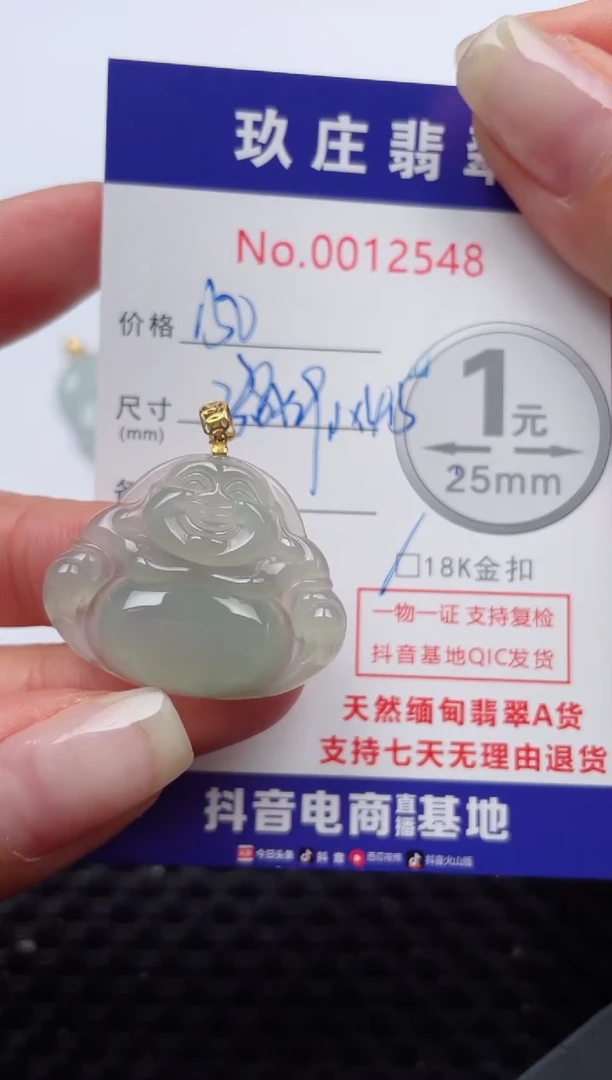 玖庄翡翠
No.0012548
价格 150
尺寸
(mm)
1元
25mm
□18K金扣
一物一证 支持复检
抖音基地QIC发货
天然缅甸翡翠A货
支持七天无理由退货
抖音电商直播基地
今日头条 抖音 西瓜视频 抖音火山版